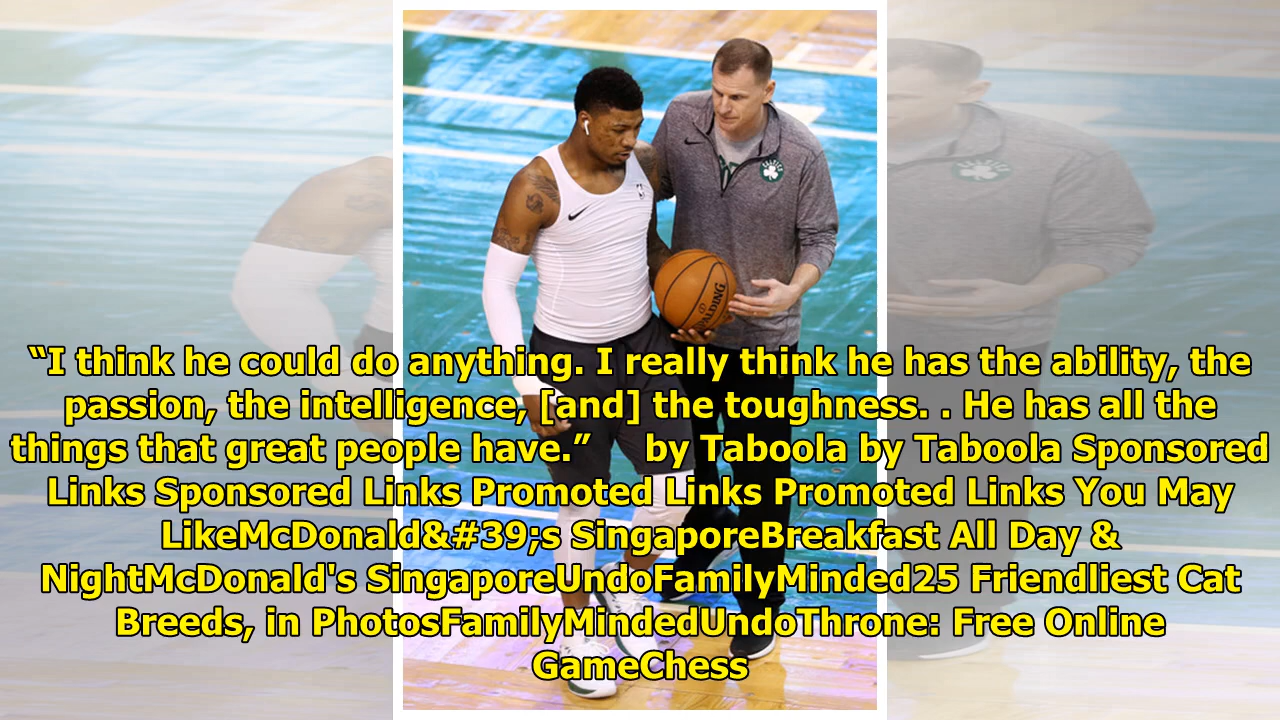 “I think he could do anything. I really think he has the ability, the
passion, the intelligence, [and] the toughness. . He has all the
things that great people have.”   by Taboola by Taboola Sponsored
Links Sponsored Links Promoted Links Promoted Links You May
LikeMcDonald&#39;s SingaporeBreakfast All Day &
NightMcDonald's SingaporeUndoFamilyMinded25 Friendliest Cat
Breeds, in PhotosFamilyMindedUndoThrone: Free Online
GameChess
CELTICS
SPALDING